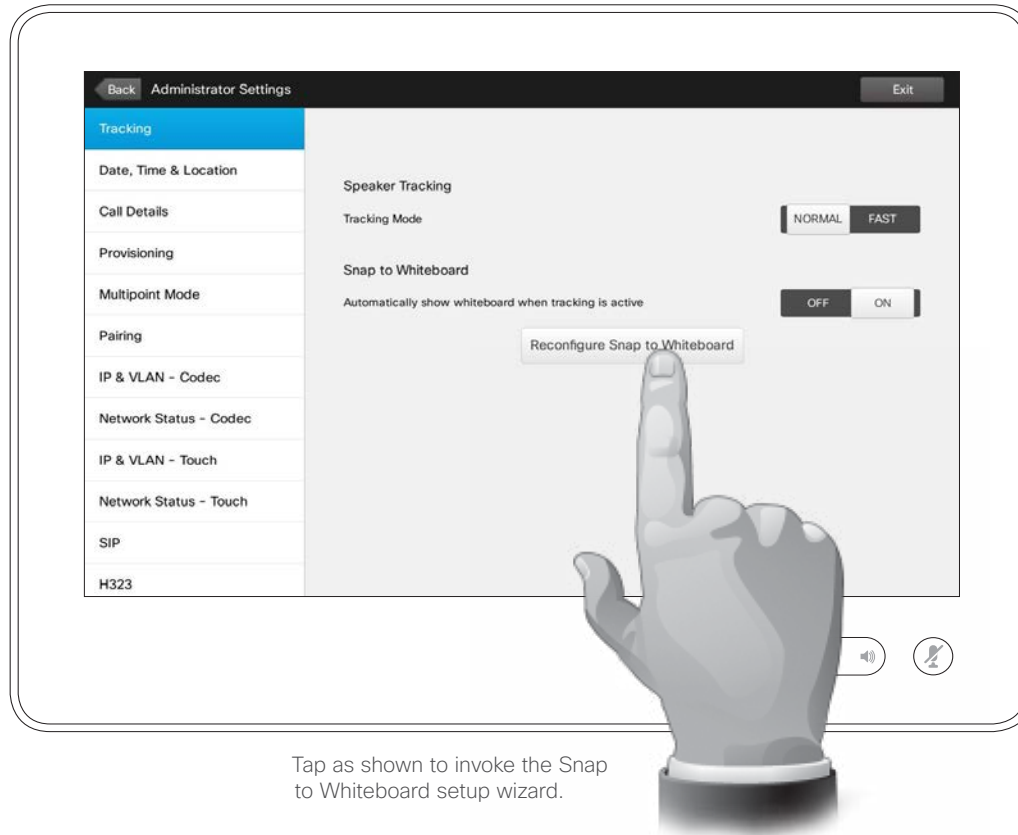 Back Administrator Settings Exit
Tracking
Date, Time & Location
Call Details
Provisioning
Multipoint Mode
Pairing
IP & VLAN - Codec
Network Status - Codec
IP & VLAN - Touch
Network Status - Touch
SIP
H323
Speaker Tracking
Tracking Mode NORMAL FAST
Snap to Whiteboard
Automatically show whiteboard when tracking is active OFF ON
Reconfigure Snap to Whiteboard
Tap as shown to invoke the Snap
to Whiteboard setup wizard.